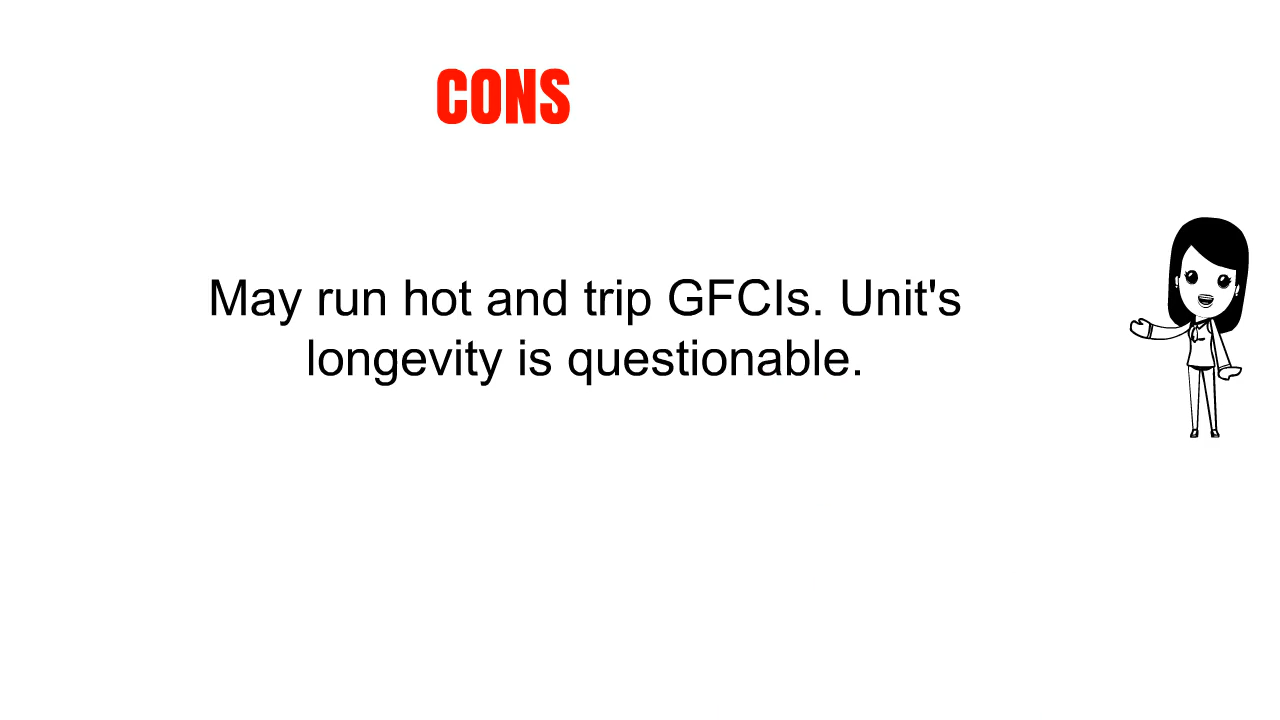 CONS
May run hot and trip GFCIs. Unit's
longevity is questionable.